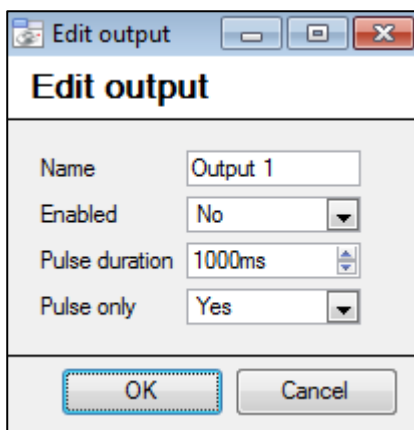 Edit output
Edit output
Name Output 1
Enabled No
Pulse duration 1000ms
Pulse only Yes
OK Cancel